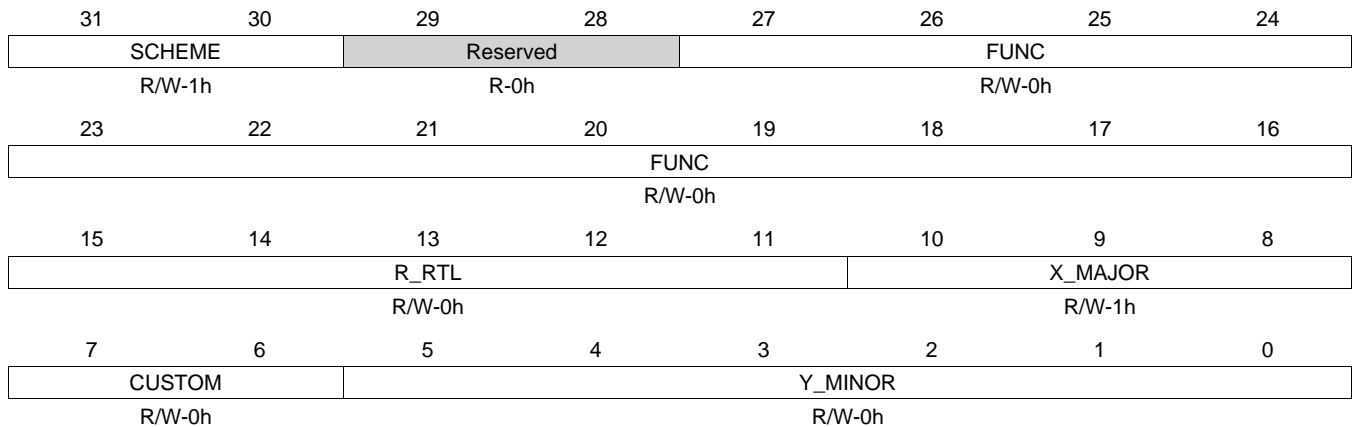 31 30 29 28 27 26 25 24
SCHEME Reserved FUNC
R/W-1h R-0h R/W-0h
23 22 21 20 19 18 17 16
FUNC
R/W-0h
15 14 13 12 11 10 9 8
R_RTL X_MAJOR
R/W-0h R/W-1h
7 6 5 4 3 2 1 0
CUSTOM Y_MINOR
R/W-0h R/W-0h